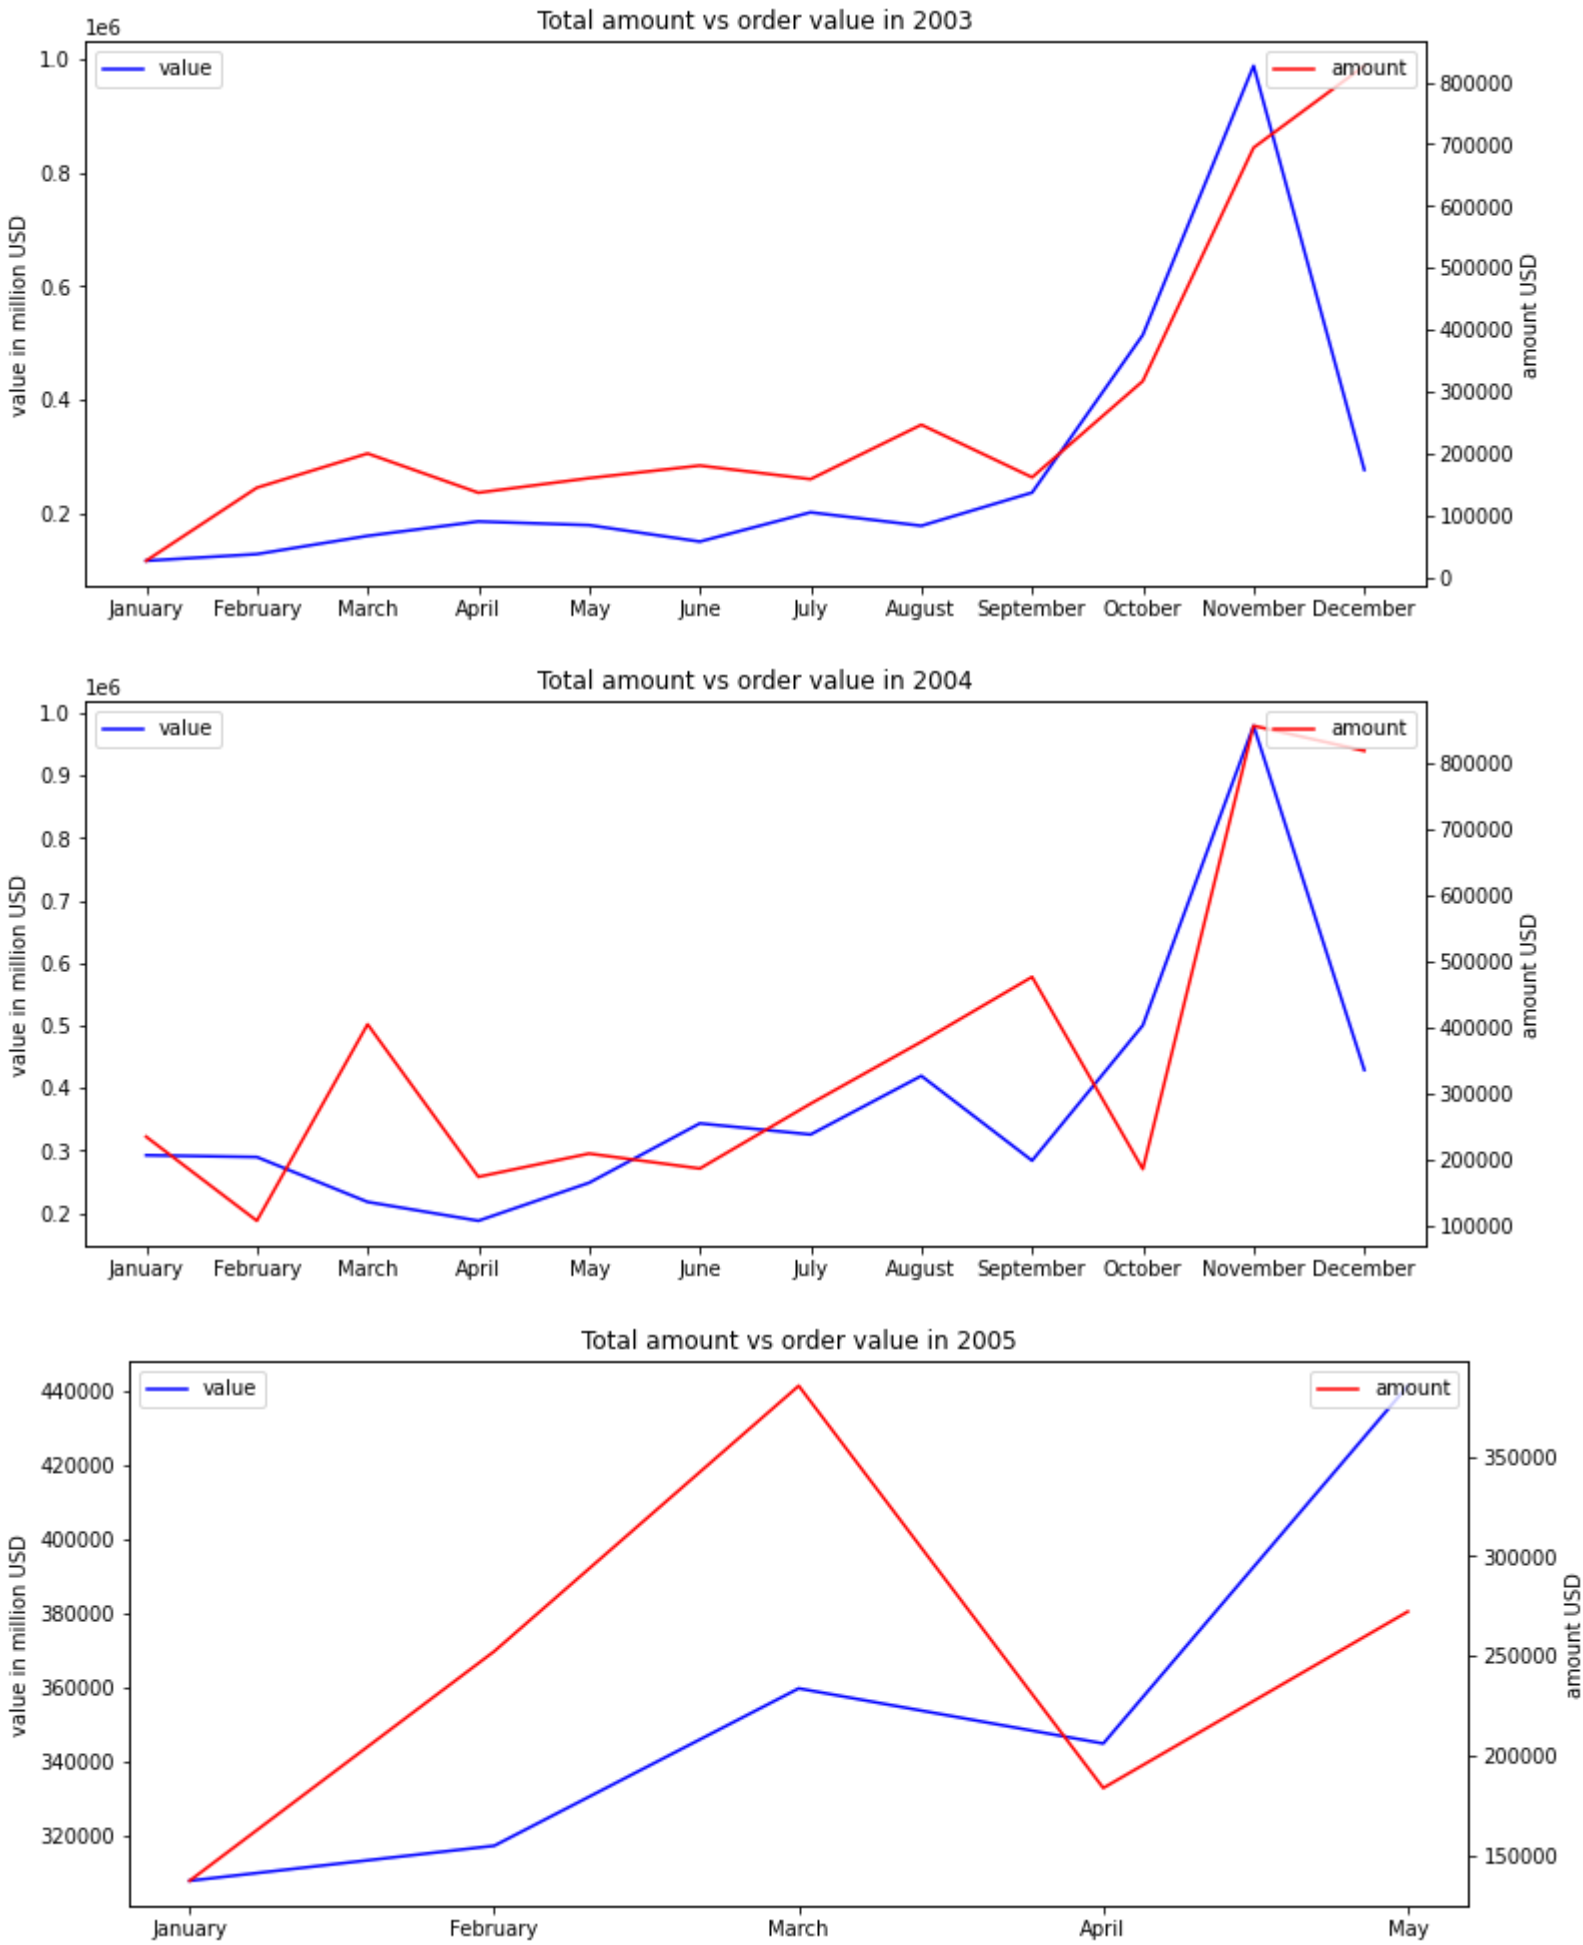 Total amount vs order value in 2003
1e6
value
amount
1.0
0.8
0.6
0.4
0.2
value in million USD
800000
700000
600000
500000
400000
300000
200000
100000
0
amount USD
January February March April May June July August September October November December
Total amount vs order value in 2004
1e6
value
amount
1.0
0.9
0.8
0.7
0.6
0.5
0.4
0.3
0.2
value in million USD
800000
700000
600000
500000
400000
300000
200000
100000
amount USD
January February March April May June July August September October November December
Total amount vs order value in 2005
value
amount
440000
420000
400000
380000
360000
340000
320000
value in million USD
350000
300000
250000
200000
150000
amount USD
January February March April May